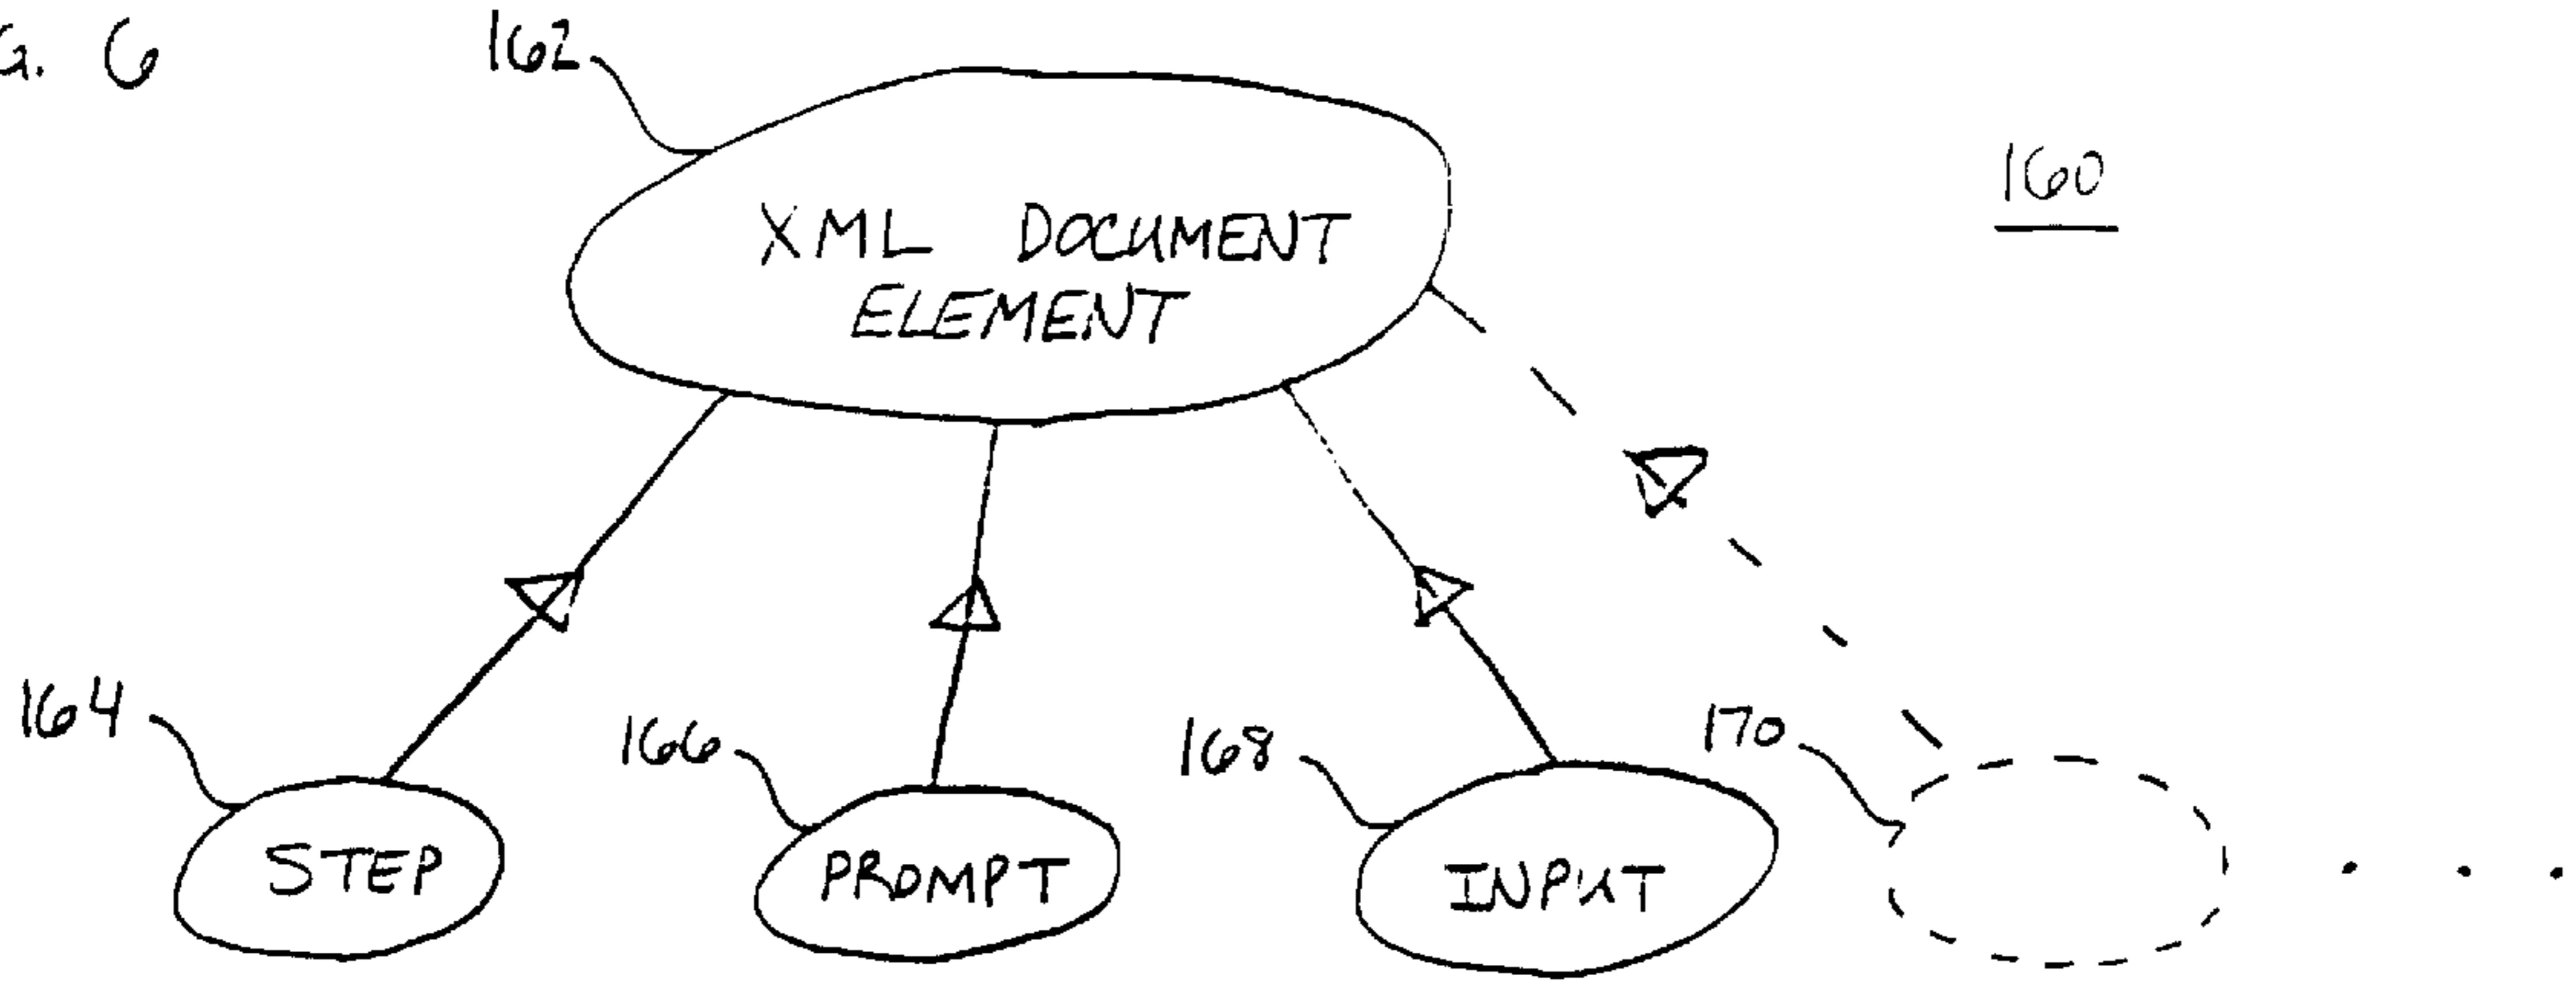 G. 6
162
160
XML DOCUMENT
ELEMENT
164
166
168
170
STEP
PROMPT
INPUT
. . .